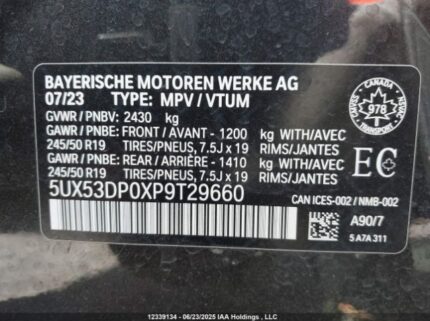 BAYERISCHE MOTOREN WERKE AG
07/23 TYPE: MPV / VTUM
GVWR / PNBV: 2430 kg
GAWR / PNBE: FRONT / AVANT - 1200 kg WITH/AVEC
245/50 R19 TIRES/PNEUS, 7.5J x 19 RIMS/JANTES
GAWR / PNBE: REAR / ARRIÈRE - 1410 kg WITH/AVEC
245/50 R19 TIRES/PNEUS, 7.5J x 19 RIMS/JANTES
5UX53DP0XP9T29660
CANADA
978
TRANSPORT
EC
CAN ICES-002 / NMB-002
A90/7
5 A7A 311
12339134 - 06/23/2025 IAA Holdings, LLC. /